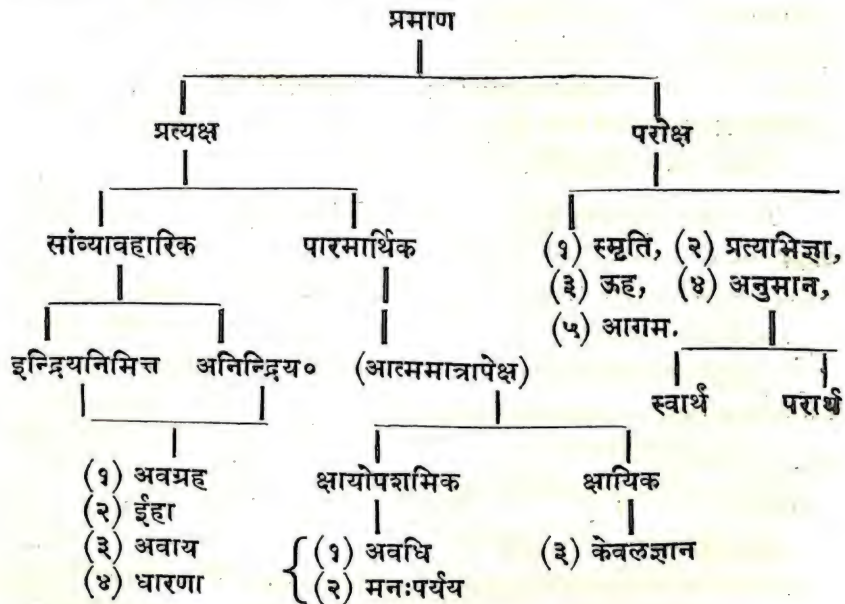 प्रमाण
प्रत्यक्ष परोक्ष
सांव्यावहारिक पारमार्थिक
(१) स्मृति, (२) प्रत्यभिज्ञा,
(३) ऊह, (४) अनुमान,
(५) आगम.
इन्द्रियनिमित्त अनिन्द्रिय० (आत्ममात्रापेक्ष)
स्वार्थ परार्थ
(१) अवग्रह
(२) ईहा
(३) अवाय
(४) धारणा
क्षायोपशमिक क्षायिक
(१) अवधि (३) केवलज्ञान
(२) मनःपर्यय